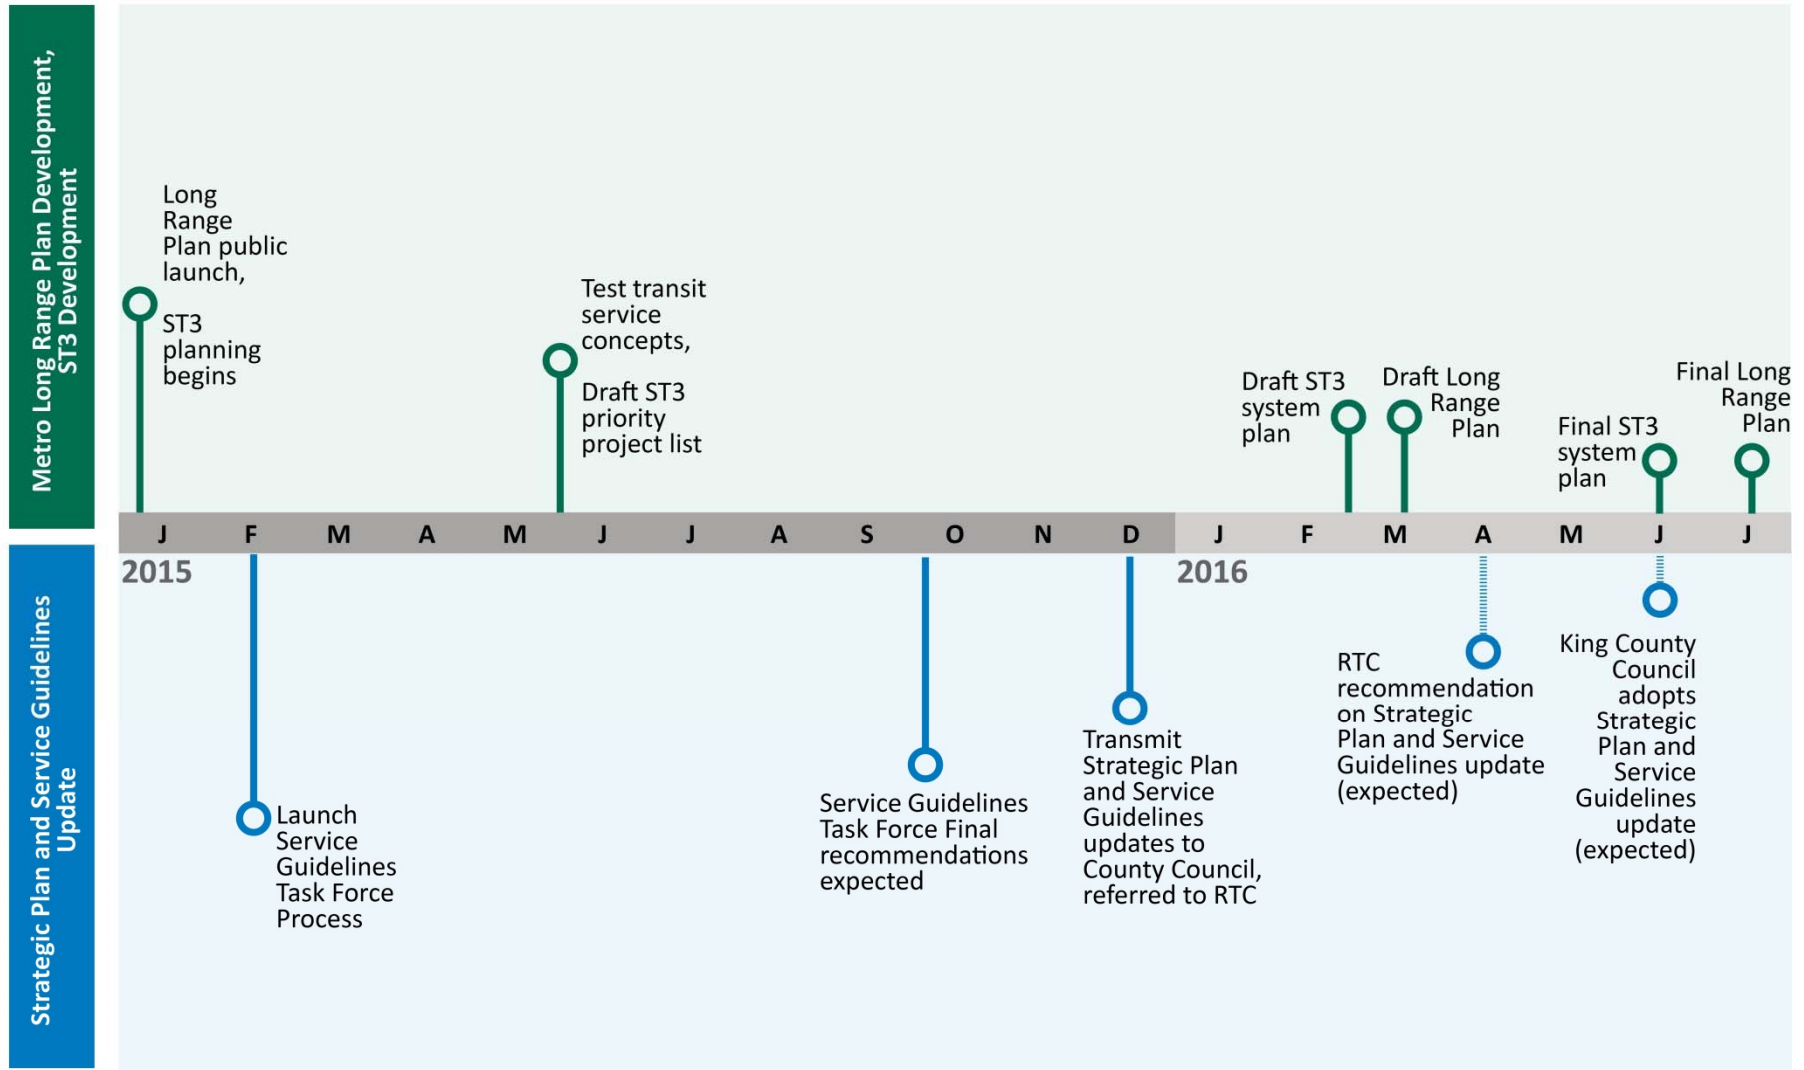 Metro Long Range Plan Development,
ST3 Development
Long
Range
Plan public
launch,
ST3
planning
begins
Test transit
service
concepts,
Draft ST3
priority
project list
Draft ST3
system
plan
Draft Long
Range
Plan
Final ST3
system
plan
Final Long
Range
Plan
J F M A M J J A S O N D J F M A M J J
2015 2016
Strategic Plan and Service Guidelines
Update
Launch
Service
Guidelines
Task Force
Process
Service Guidelines
Task Force Final
recommendations
expected
Transmit
Strategic Plan
and Service
Guidelines
updates to
County Council,
referred to RTC
RTC
recommendation
on Strategic
Plan and Service
Guidelines update
(expected)
King County
Council
adopts
Strategic
Plan and
Service
Guidelines
update
(expected)